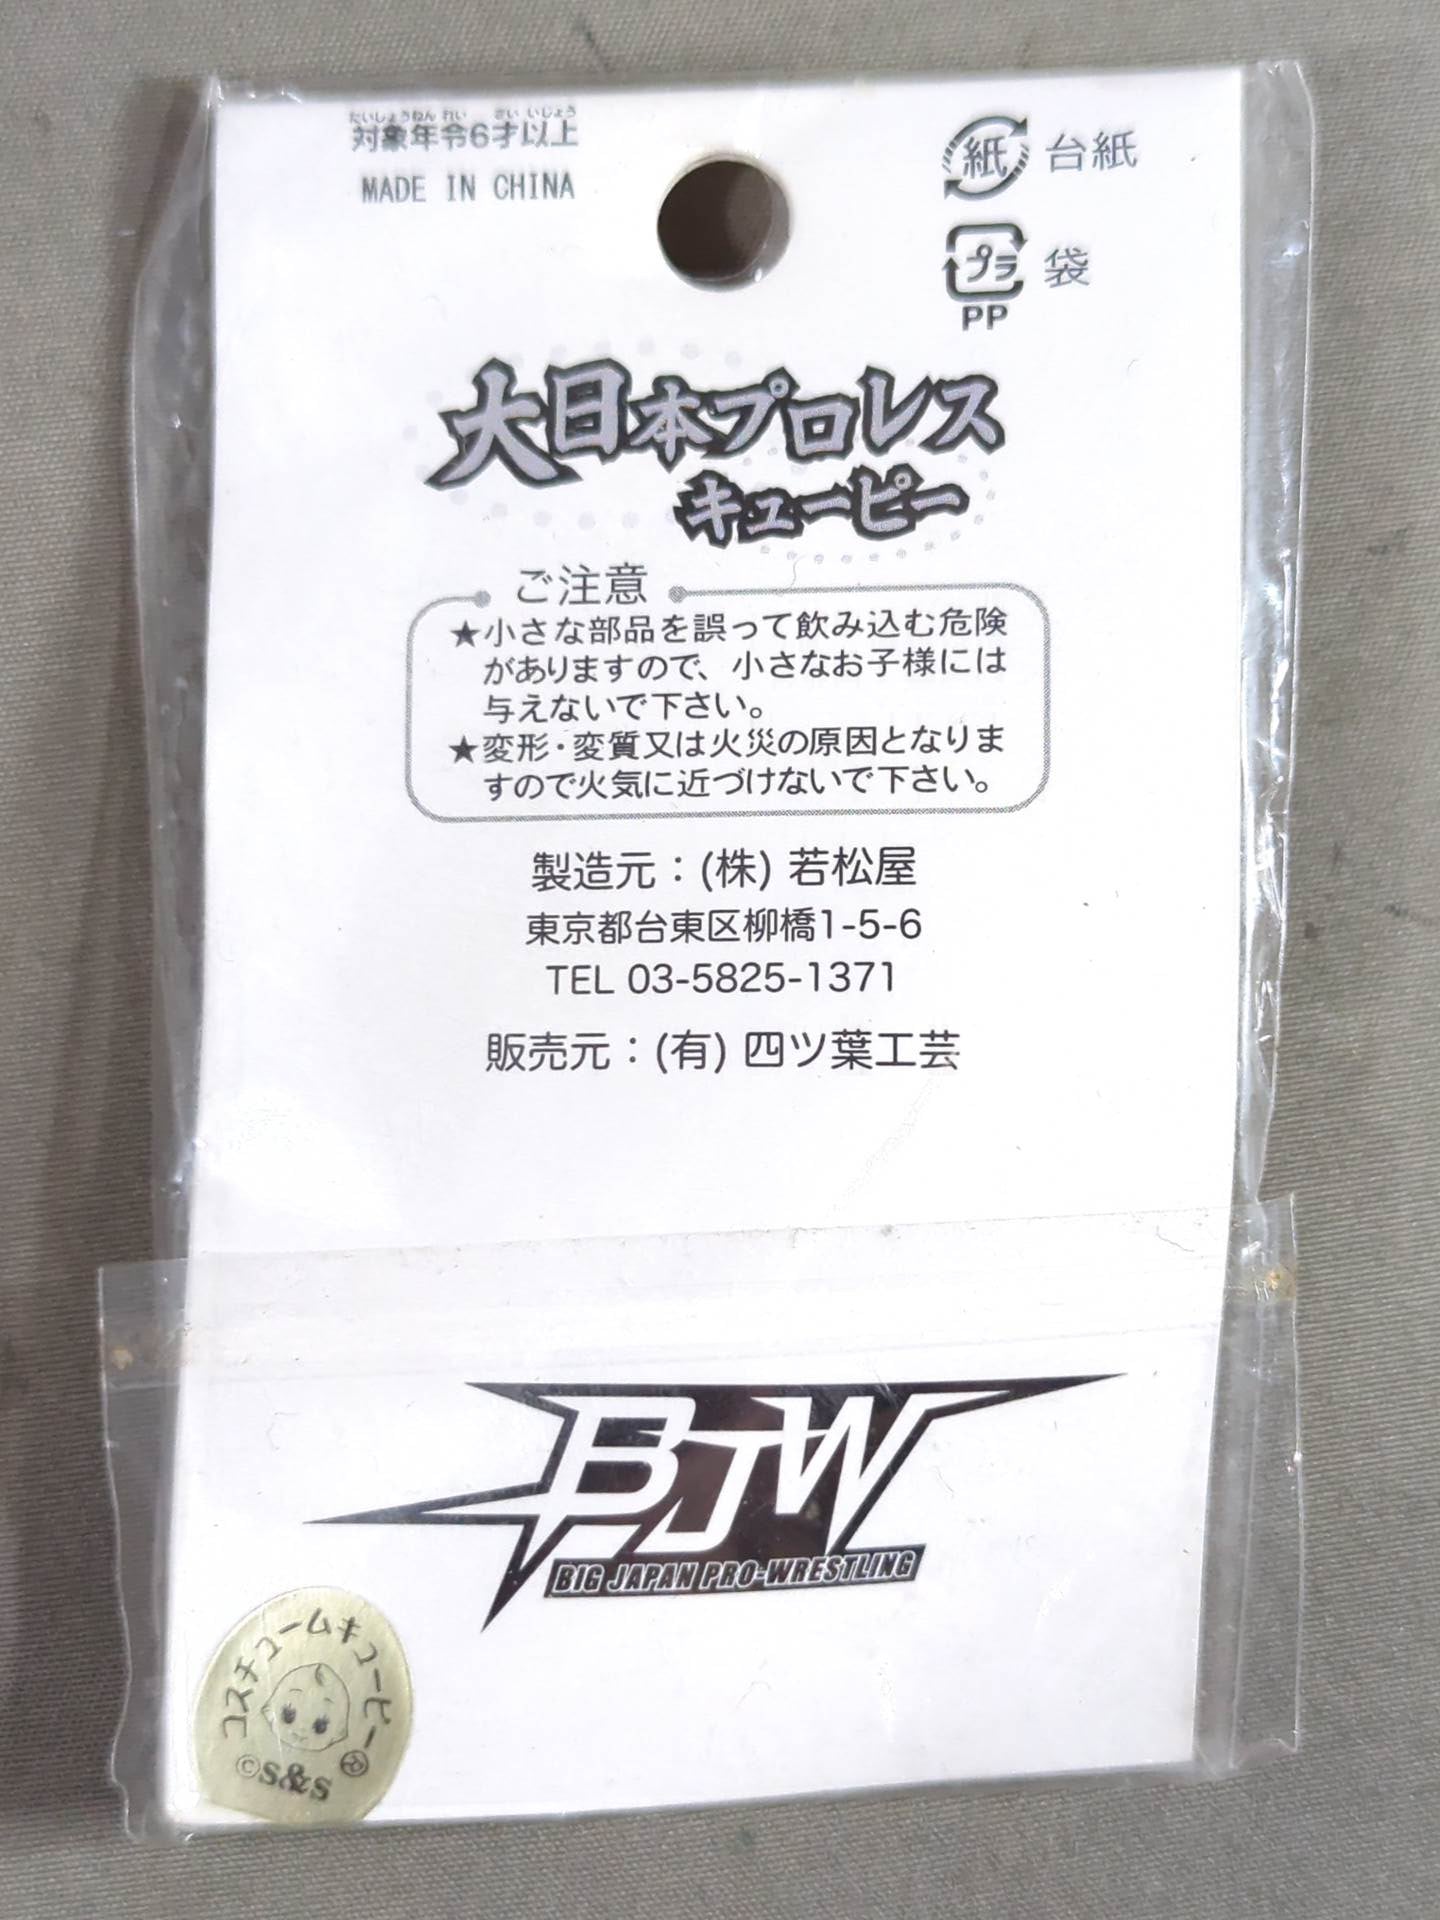 たいしょうねんれい さいいじょう
対象年令6才以上
MADE IN CHINA
紙 台紙
プラ 袋
PP
大日本プロレス
キューピー
ご注意
★小さな部品を誤って飲み込む危険
がありますので、小さなお子様には
与えないで下さい。
★変形・変質又は火災の原因となりま
すので火気に近づけないで下さい。
製造元：(株) 若松屋
東京都台東区柳橋1-5-6
TEL 03-5825-1371
販売元：(有) 四ツ葉工芸
BJW
BIG JAPAN PRO-WRESTLING
コスチュームキューピー
©S&S